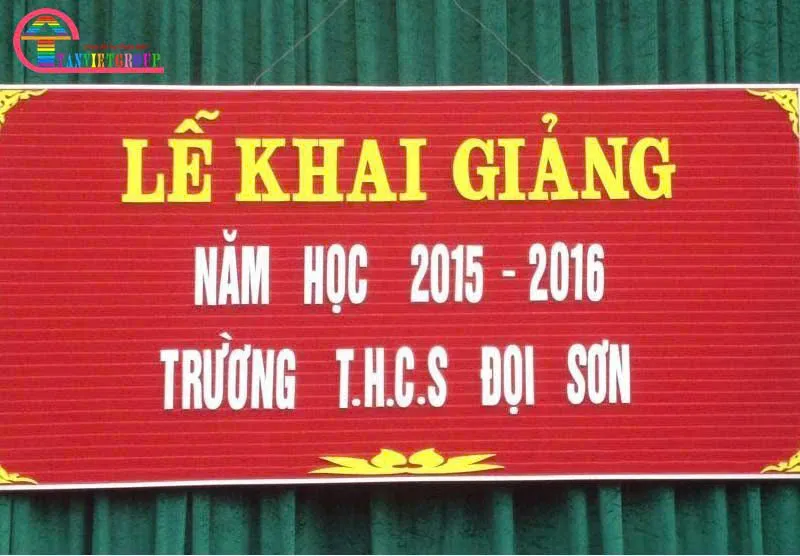 TANVIETGROUP
LỄ KHAI GIẢNG
NĂM HỌC 2015 - 2016
TRƯỜNG T.H.C.S ĐỌI SƠN